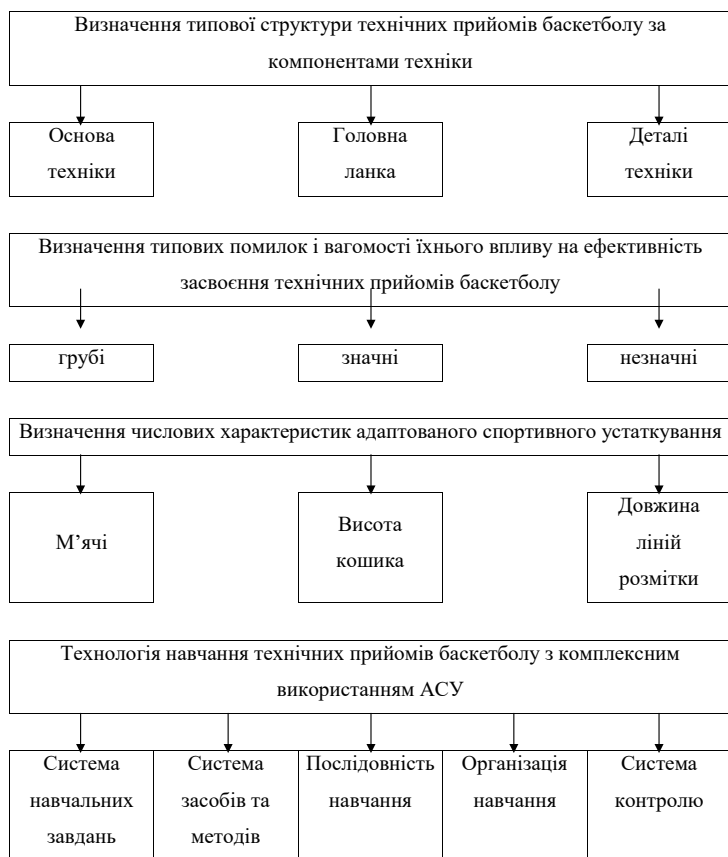 Визначення типової структури технічних прийомів баскетболу за
компонентами техніки
Основа
техніки
Головна
ланка
Деталі
техніки
Визначення типових помилок і вагомості їхнього впливу на ефективність
засвоєння технічних прийомів баскетболу
грубі
значні
незначні
Визначення числових характеристик адаптованого спортивного устаткування
М’ячі
Висота
кошика
Довжина
ліній
розмітки
Технологія навчання технічних прийомів баскетболу з комплексним
використанням АСУ
Система
навчальних
завдань
Система
засобів та
методів
Послідовність
навчання
Організація
навчання
Система
контролю